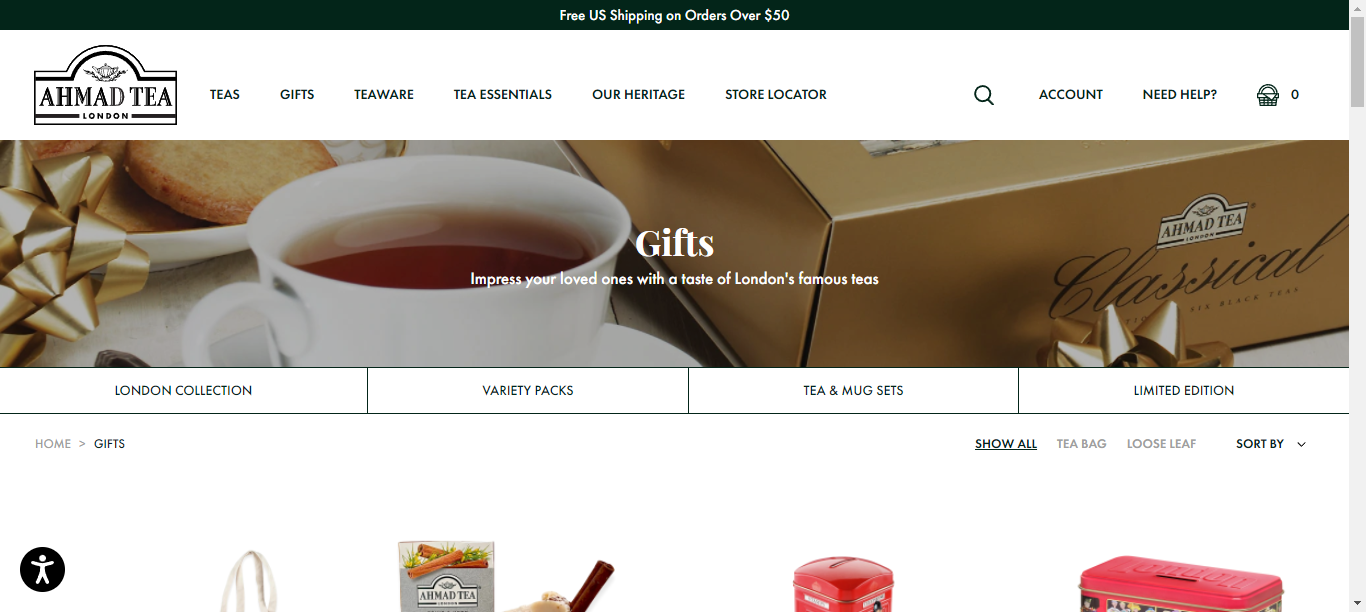 Free US Shipping on Orders Over $50
AHMAD TEA
LONDON
TEAS
GIFTS
TEAWARE
TEA ESSENTIALS
OUR HERITAGE
STORE LOCATOR
ACCOUNT
NEED HELP?
0
AHMAD TEA
LONDON
Classical
SIX BLACK TEAS
Gifts
Impress your loved ones with a taste of London's famous teas
LONDON COLLECTION
VARIETY PACKS
TEA & MUG SETS
LIMITED EDITION
HOME > GIFTS
SHOW ALL
TEA BAG
LOOSE LEAF
SORT BY
AHMAD TEA
LONDON